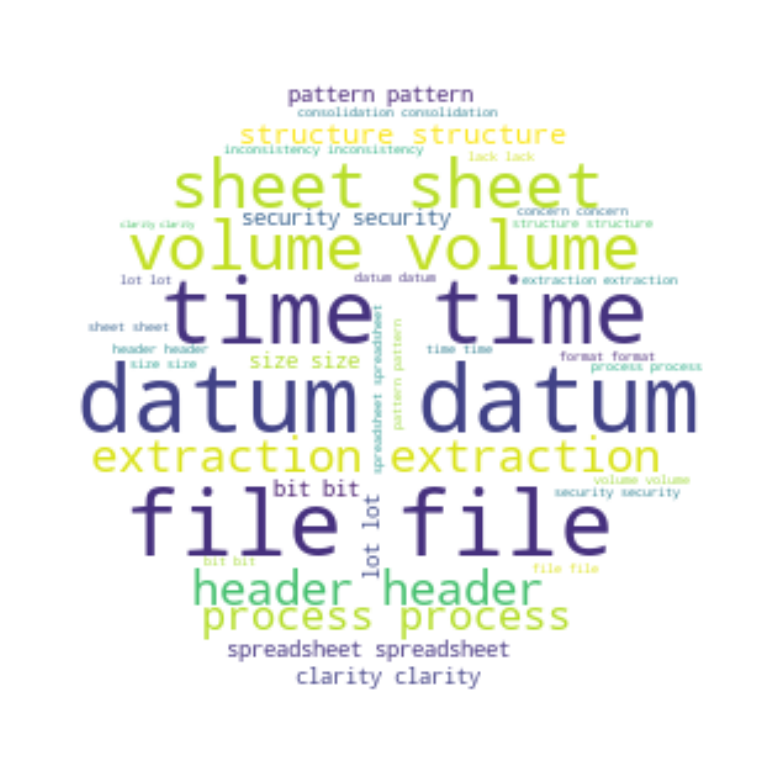 pattern pattern
consolidation consolidation
structure structure
inconsistency inconsistency
lack lack
sheet sheet
concern concern
security security
clarity clarity
structure structure
volume volume
lot lot
datum datum
extraction extraction
time time
spreadsheet spreadsheet
pattern pattern
sheet sheet
header header
time time
format format
size size
size size
process process
datum datum
extraction extraction
bit bit
volume volume
security security
file file
lot lot
bit bit
file file
header header
process process
spreadsheet spreadsheet
clarity clarity